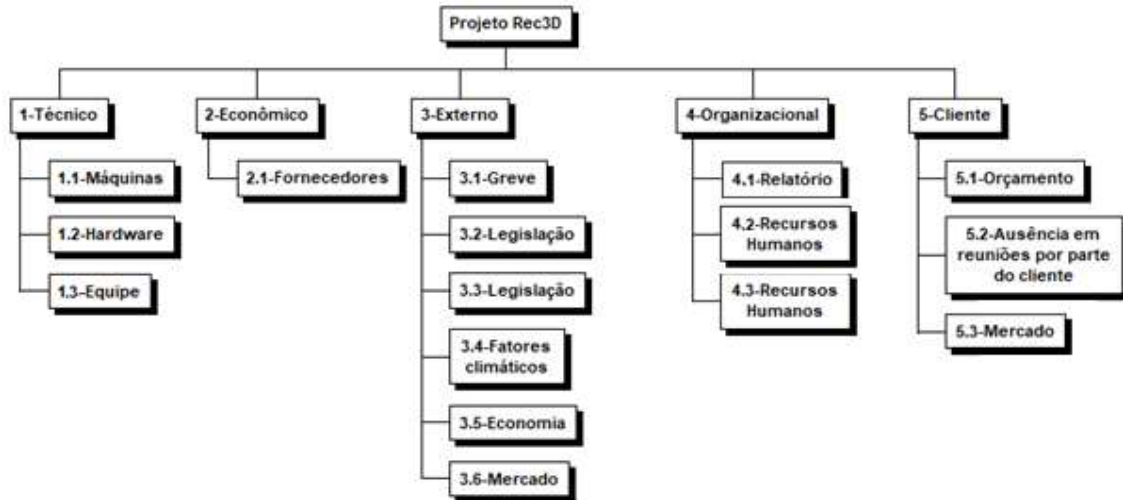 Projeto Rec3D
1-Técnico
2-Econômico
3-Externo
4-Organizacional
5-Cliente
1.1-Máquinas
1.2-Hardware
1.3-Equipe
2.1-Fornecedores
3.1-Greve
3.2-Legislação
3.3-Legislação
3.4-Fatores
climáticos
3.5-Economia
3.6-Mercado
4.1-Relatório
4.2-Recursos
Humanos
4.3-Recursos
Humanos
5.1-Orçamento
5.2-Ausência em
reuniões por parte
do cliente
5.3-Mercado